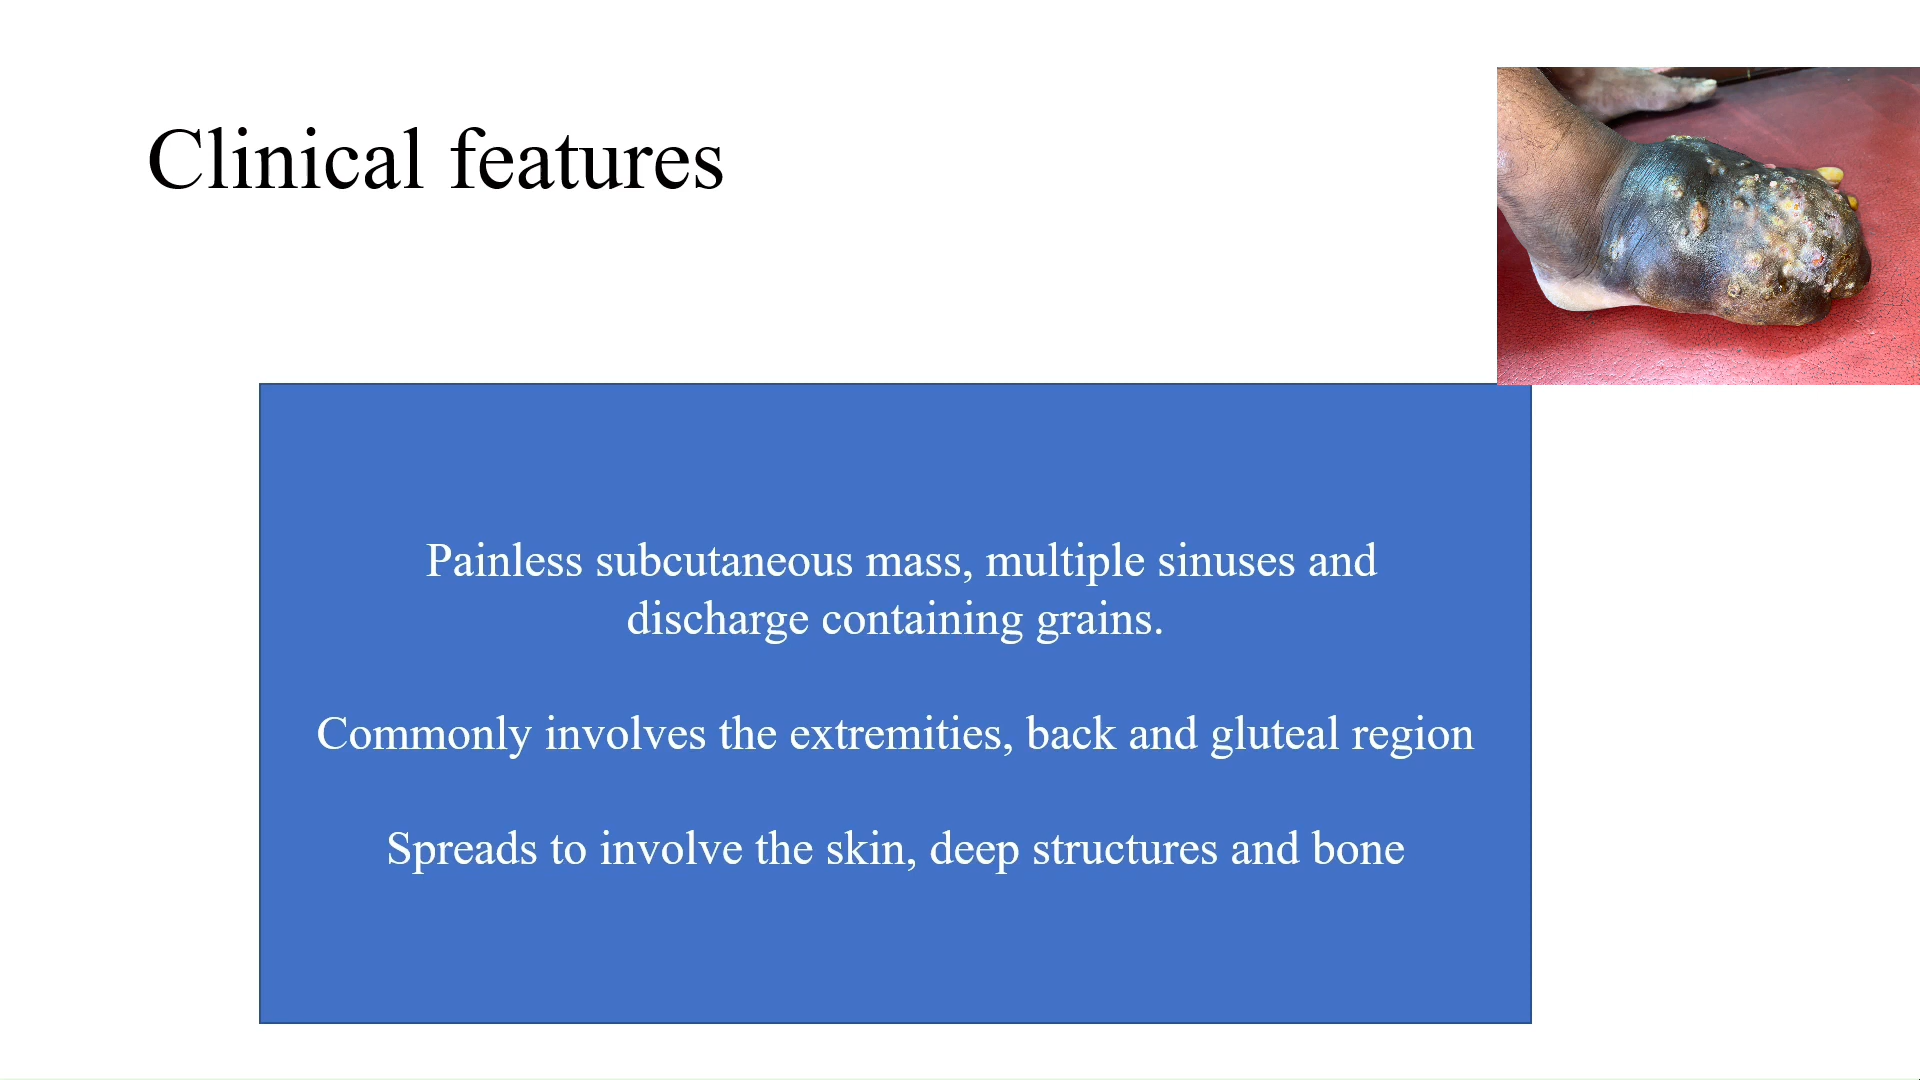 Clinical features
Painless subcutaneous mass, multiple sinuses and
discharge containing grains.
Commonly involves the extremities, back and gluteal region
Spreads to involve the skin, deep structures and bone